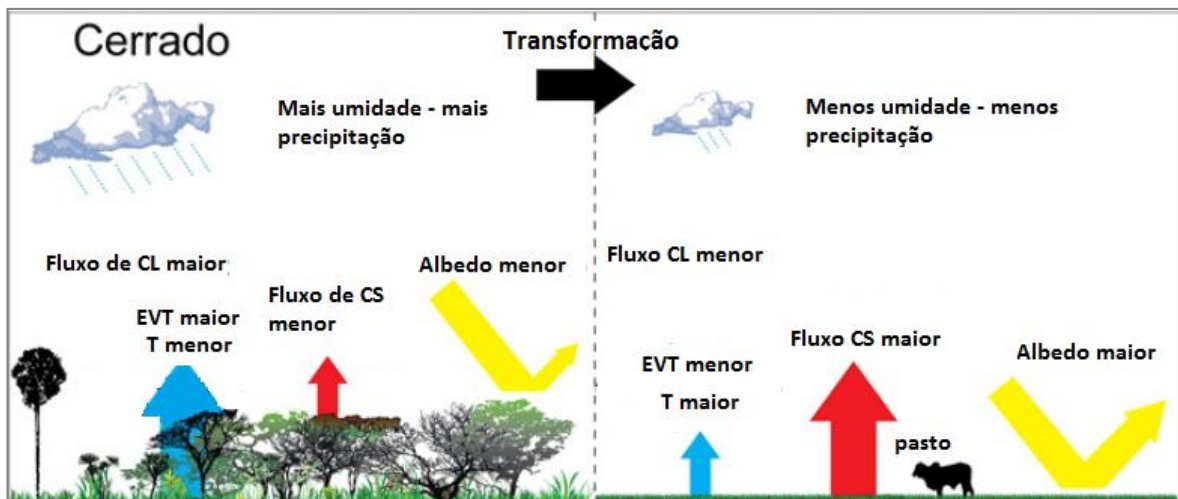 Cerrado
Transformação
Mais umidade - mais
precipitação
Menos umidade - menos
precipitação
Fluxo de CL maior
EVT maior
T menor
Fluxo de CS
menor
Albedo menor
Fluxo CL menor
EVT menor
T maior
Fluxo CS maior
pasto
Albedo maior